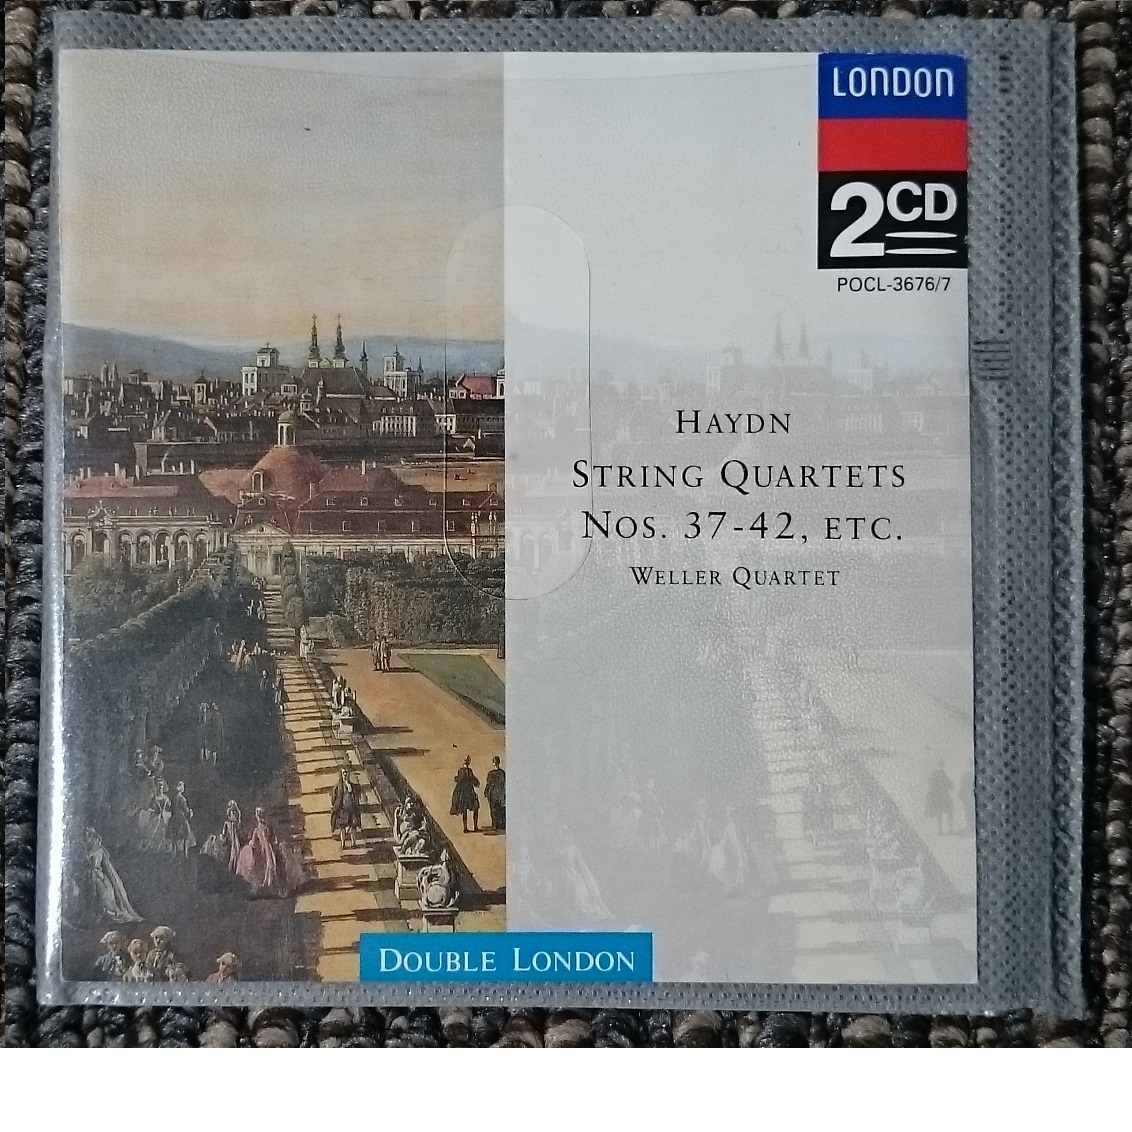 LONDON
2CD
POCL-3676/7
HAYDN
STRING QUARTETS
NOS. 37-42, ETC.
WELLER QUARTET
DOUBLE LONDON